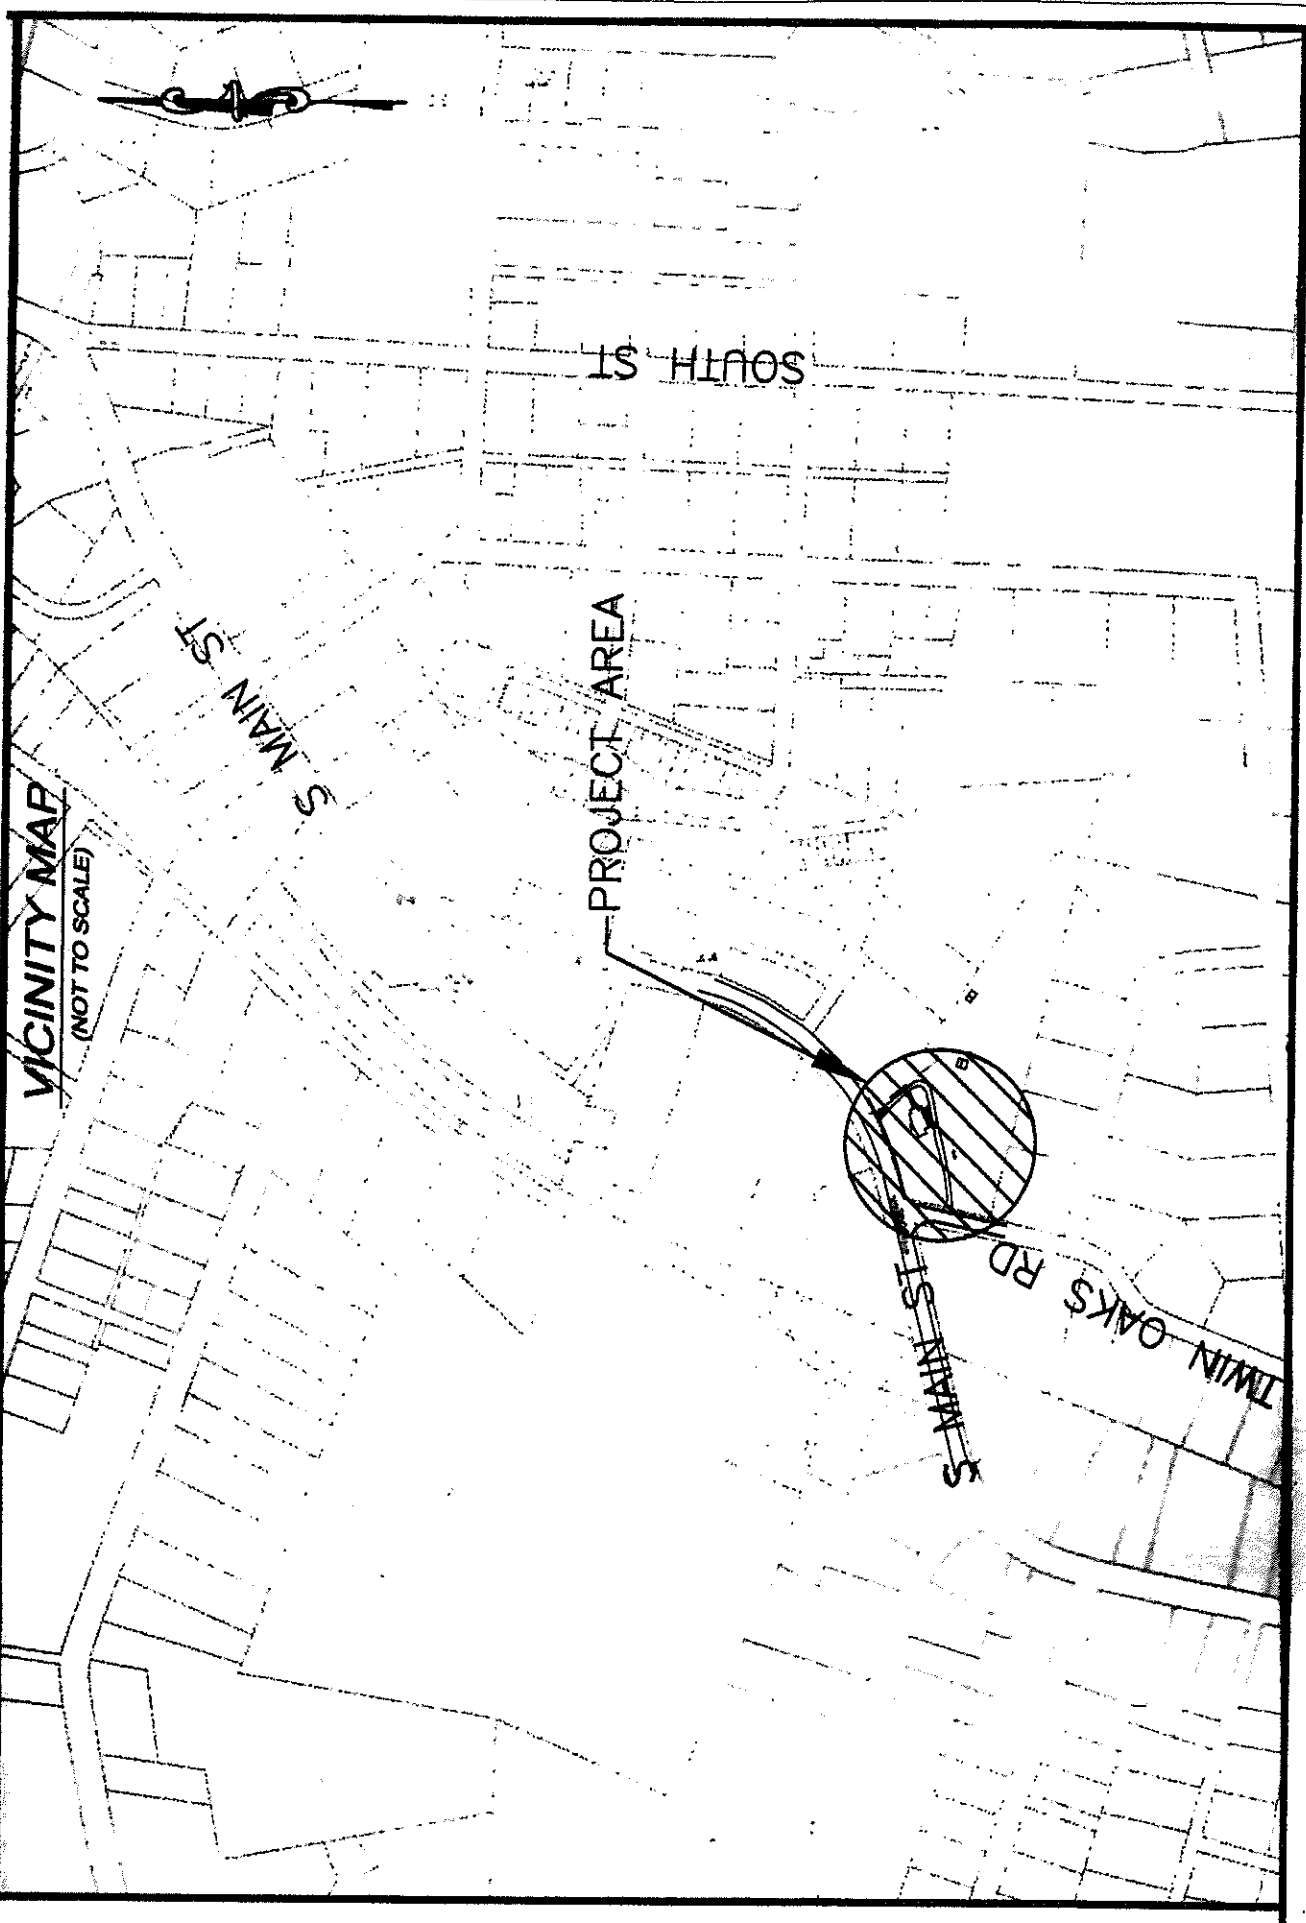 VICINITY MAP
(NOT TO SCALE)
S MAIN ST
SOUTH ST
PROJECT AREA
S MAIN ST
TWIN OAKS RD